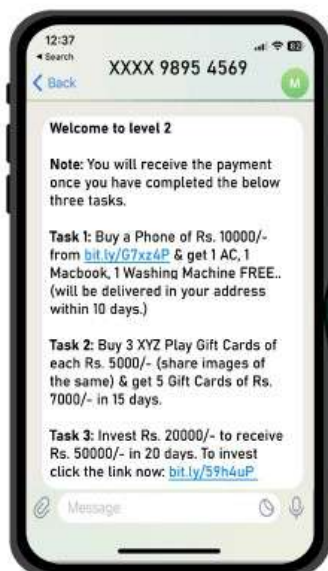 12:37
◂ Search
Back
XXXX 9895 4569
M
Welcome to level 2
Note: You will receive the payment
once you have completed the below
three tasks.
Task 1: Buy a Phone of Rs. 10000/-
from bit.ly/G7xz4P & get 1 AC, 1
Macbook, 1 Washing Machine FREE..
(will be delivered in your address
within 10 days.)
Task 2: Buy 3 XYZ Play Gift Cards of
each Rs. 5000/- (share images of
the same) & get 5 Gift Cards of Rs.
7000/- in 15 days.
Task 3: Invest Rs. 20000/- to receive
Rs. 50000/- in 20 days. To invest
click the link now: bit.ly/59h4uP
Message